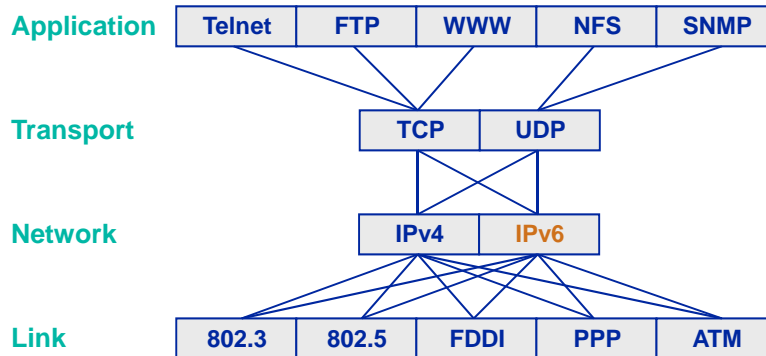 Application Telnet FTP WWW NFS SNMP
Transport TCP UDP
Network IPv4 IPv6
Link 802.3 802.5 FDDI PPP ATM